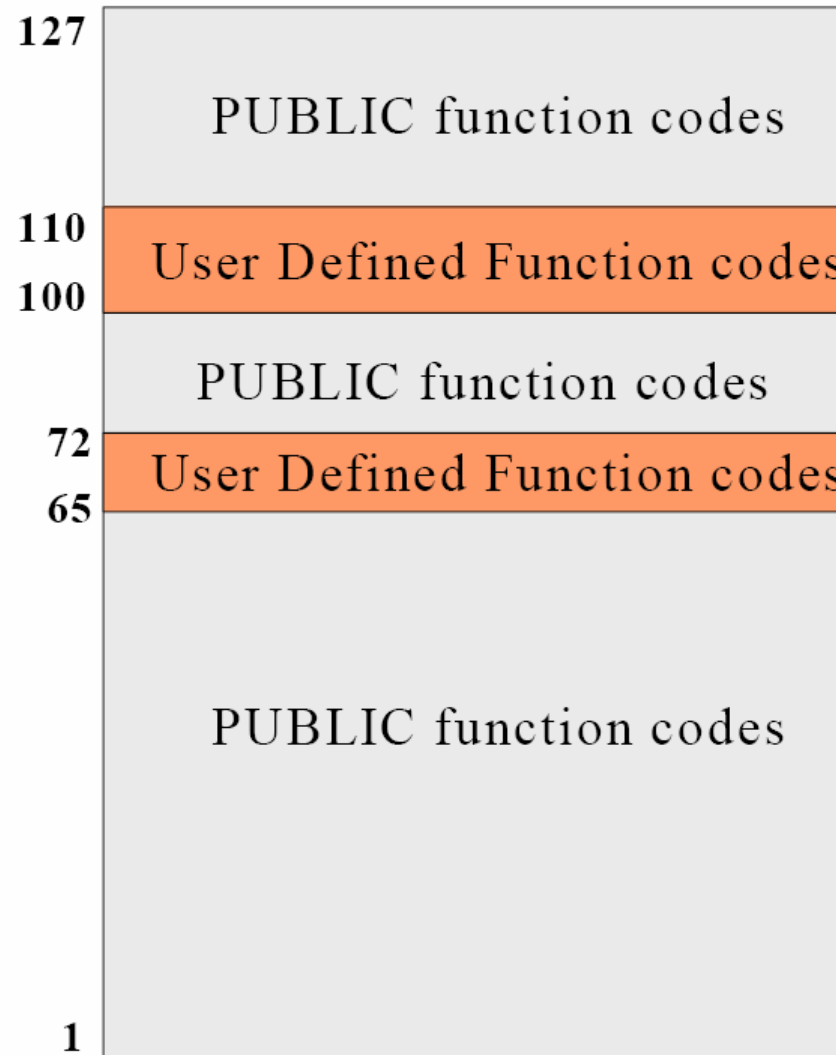 127
PUBLIC function codes
110
User Defined Function codes
100
PUBLIC function codes
72
User Defined Function codes
65
PUBLIC function codes
1